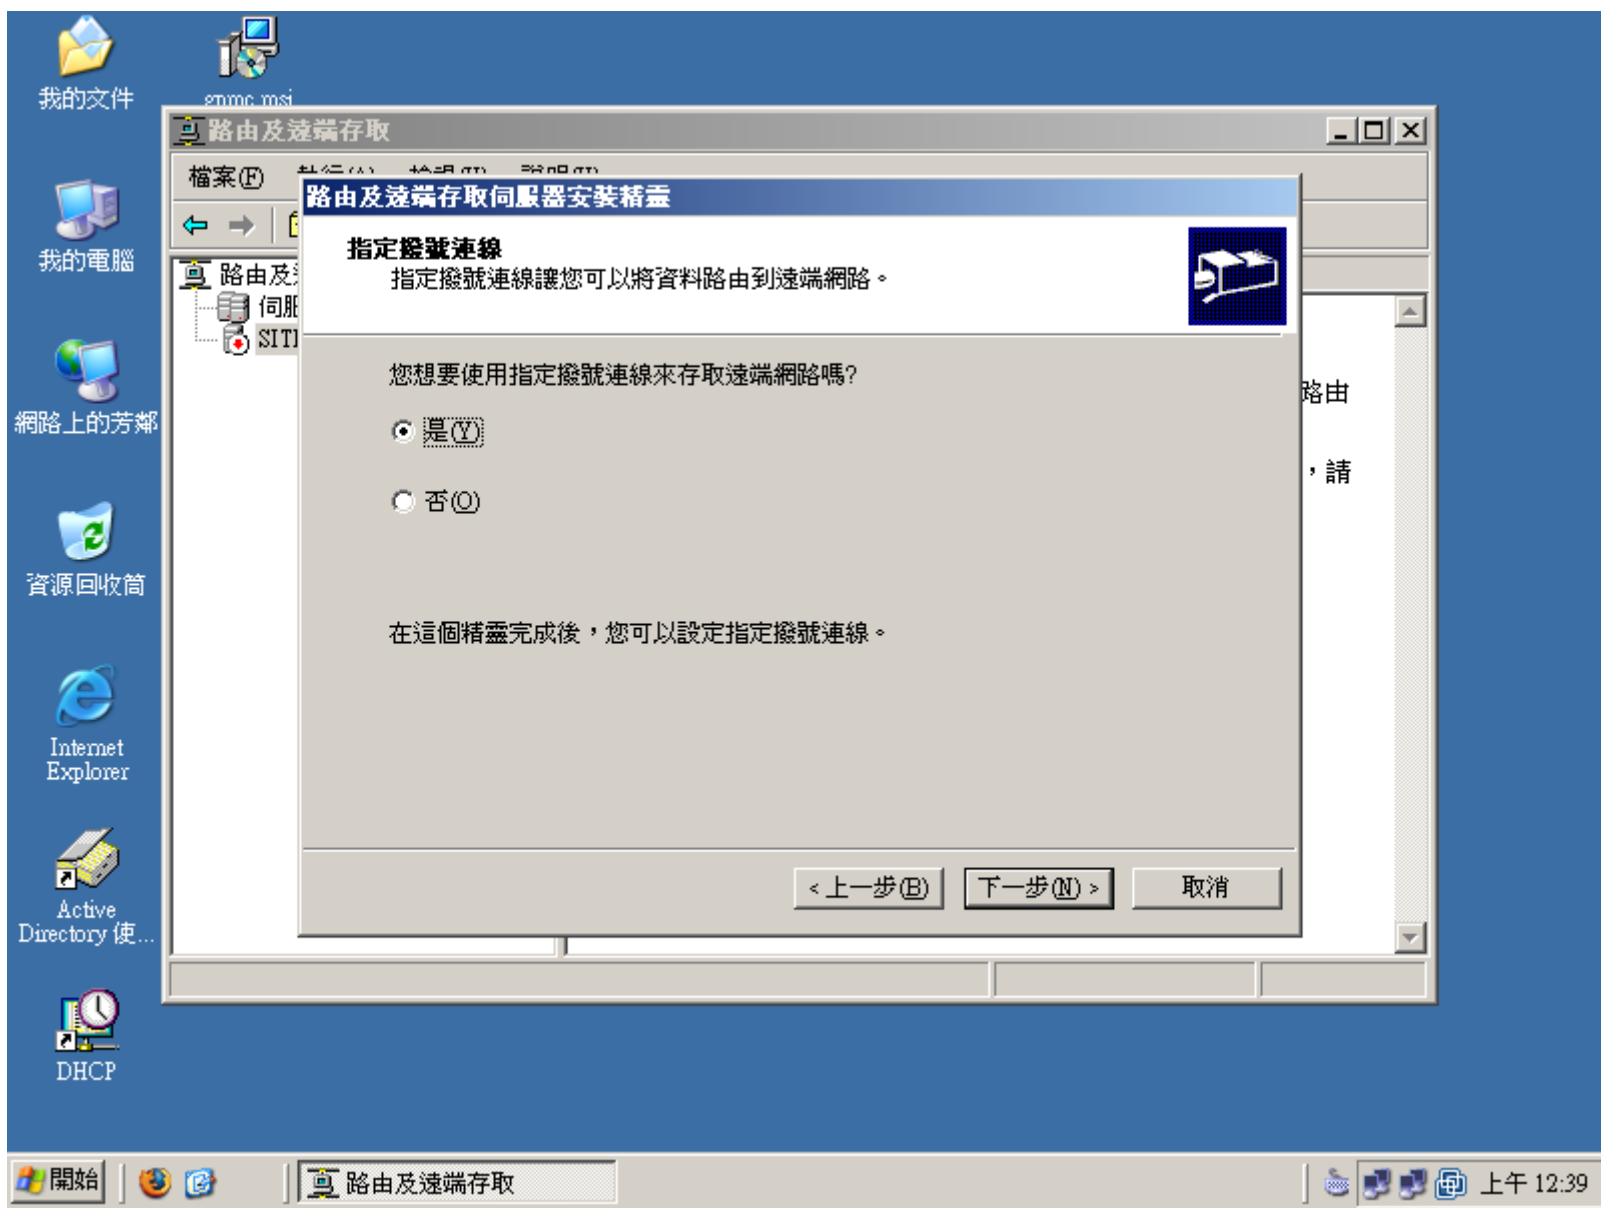 我的文件
gpmc.msi
路由及遠端存取
檔案(F) 執行(A) 檢視(V) 說明(H)
路由及遠端存取伺服器安裝精靈
指定撥號連線
指定撥號連線讓您可以將資料路由到遠端網路。
我的電腦
路由及
伺服
SITE
您想要使用指定撥號連線來存取遠端網路嗎?
路由
網路上的芳鄰
是(Y)
,請
否(O)
資源回收筒
在這個精靈完成後,您可以設定指定撥號連線。
Internet
Explorer
< 上一步(B)
下一步(N) >
取消
Active
Directory 使...
DHCP
開始
路由及遠端存取
上午 12:39